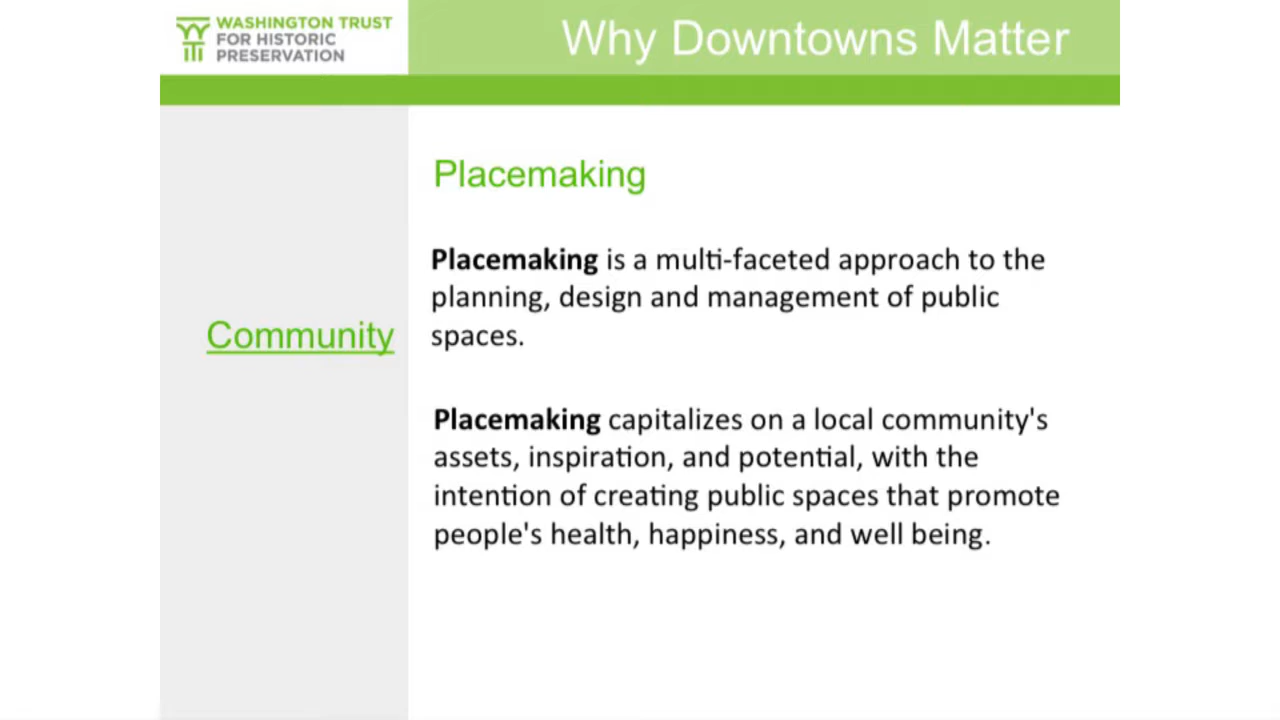 WASHINGTON TRUST
FOR HISTORIC
PRESERVATION
Why Downtowns Matter
Community
Placemaking
Placemaking is a multi-faceted approach to the
planning, design and management of public
spaces.
Placemaking capitalizes on a local community's
assets, inspiration, and potential, with the
intention of creating public spaces that promote
people's health, happiness, and well being.